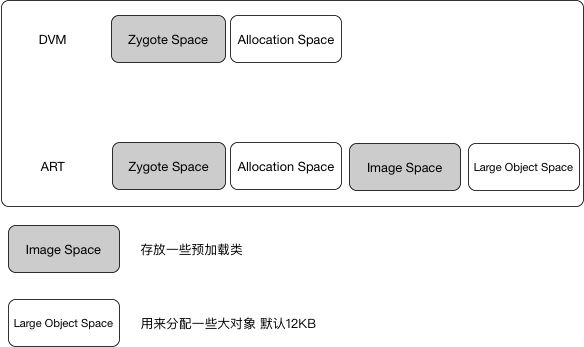 DVM Zygote Space Allocation Space
ART Zygote Space Allocation Space Image Space Large Object Space
Image Space 存放一些预加载类
Large Object Space 用来分配一些大对象 默认12KB